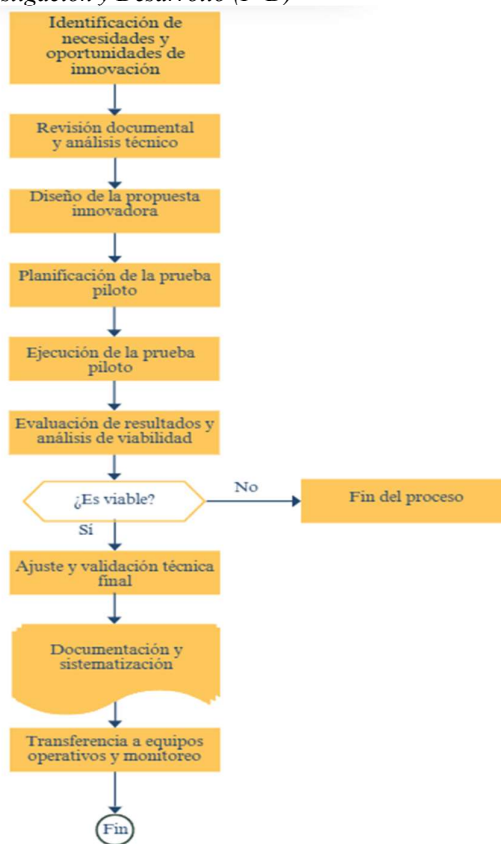 y Desarrollo
Identificación de
necesidades y
oportunidades de
innovación
Revisión documental
y análisis técnico
Diseño de la propuesta
innovadora
Planificación de la prueba
piloto
Ejecución de la prueba
piloto
Evaluación de resultados y
análisis de viabilidad
¿Es viable?
No
Fin del proceso
Sí
Ajuste y validación técnica
final
Documentación y
sistematización
Transferencia a equipos
operativos y monitoreo
Fin